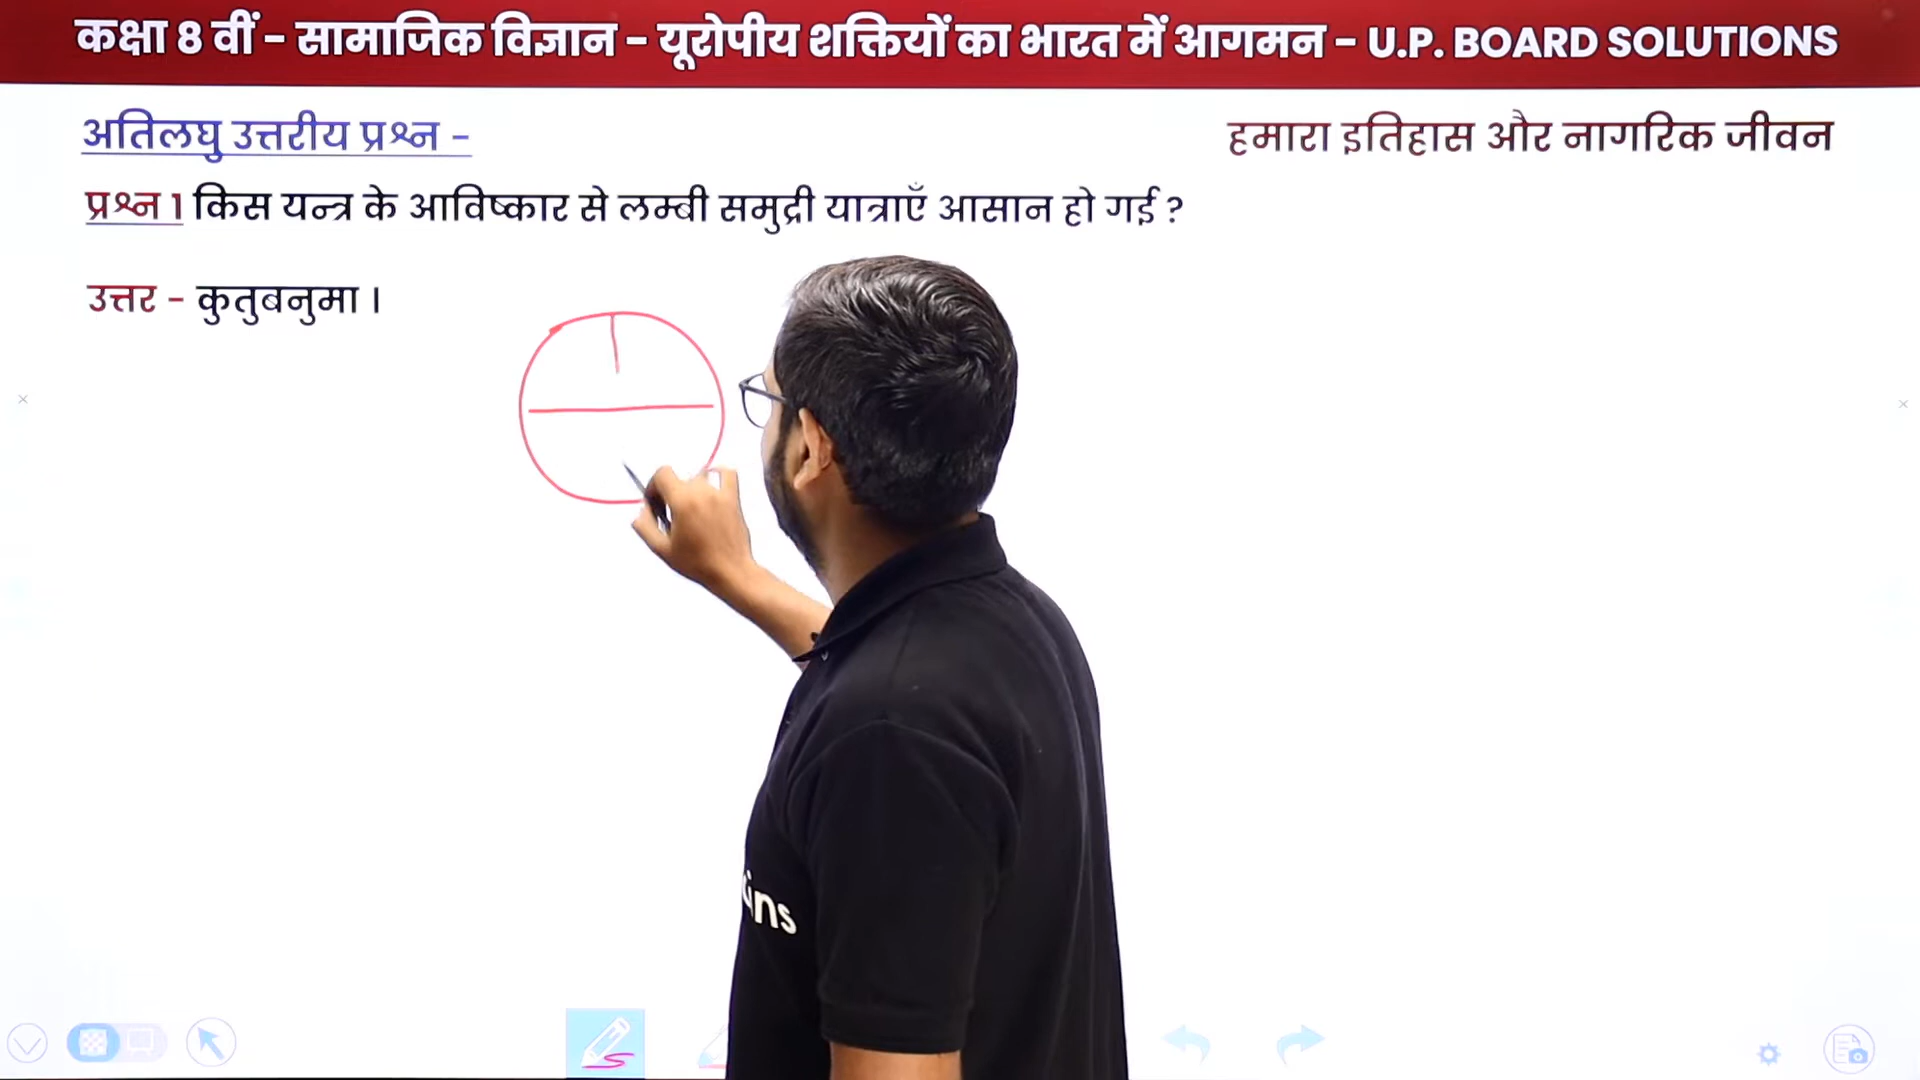 कक्षा 8 वीं - सामाजिक विज्ञान - यूरोपीय शक्तियों का भारत में आगमन - U.P. BOARD SOLUTIONS
अतिलघु उत्तरीय प्रश्न -
हमारा इतिहास और नागरिक जीवन
प्रश्न 1 किस यन्त्र के आविष्कार से लम्बी समुद्री यात्राएँ आसान हो गई ?
उत्तर - कुतुबनुमा ।